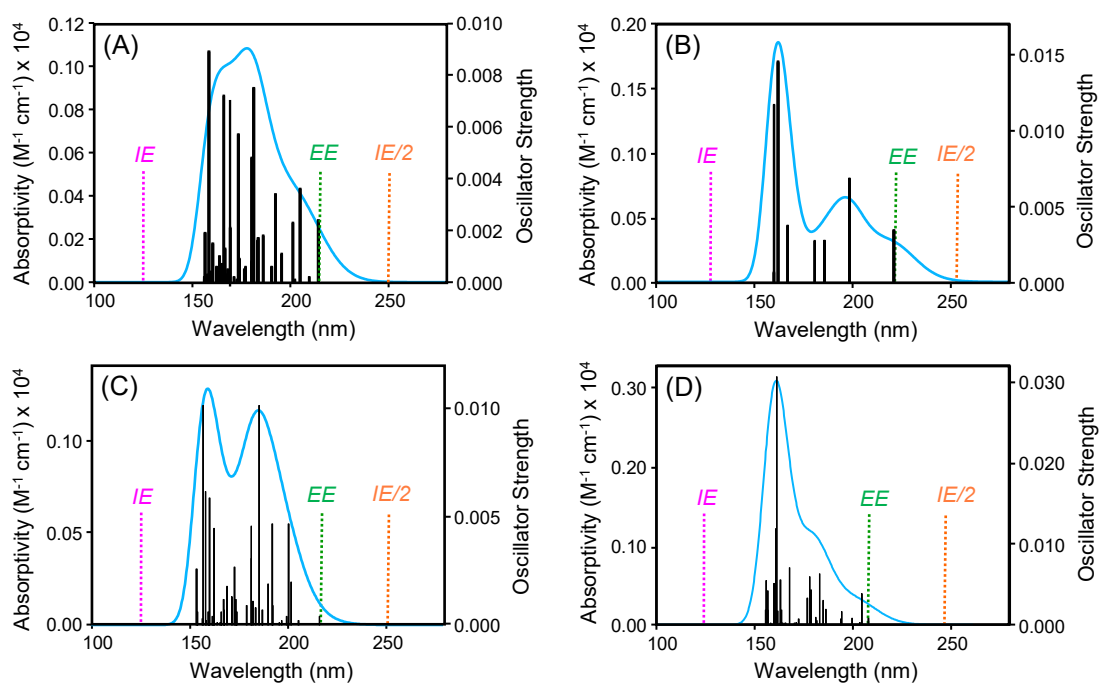 (A)
Absorptivity (M-1 cm-1) x 104
0.12
0.10
0.08
0.06
0.04
0.02
0.00
IE
EE
IE/2
0.010
0.008
0.006
0.004
0.002
0.000
Oscillator Strength
100 150 200 250
Wavelength (nm)
(B)
Absorptivity (M-1 cm-1) x 104
0.20
0.15
0.10
0.05
0.00
IE
EE
IE/2
0.015
0.010
0.005
0.000
Oscillator Strength
100 150 200 250
Wavelength (nm)
(C)
Absorptivity (M-1 cm-1) x 104
0.10
0.05
0.00
IE
EE
IE/2
0.010
0.005
0.000
Oscillator Strength
100 150 200 250
Wavelength (nm)
(D)
Absorptivity (M-1 cm-1) x 104
0.30
0.20
0.10
0.00
IE
EE
IE/2
0.030
0.020
0.010
0.000
Oscillator Strength
100 150 200 250
Wavelength (nm)